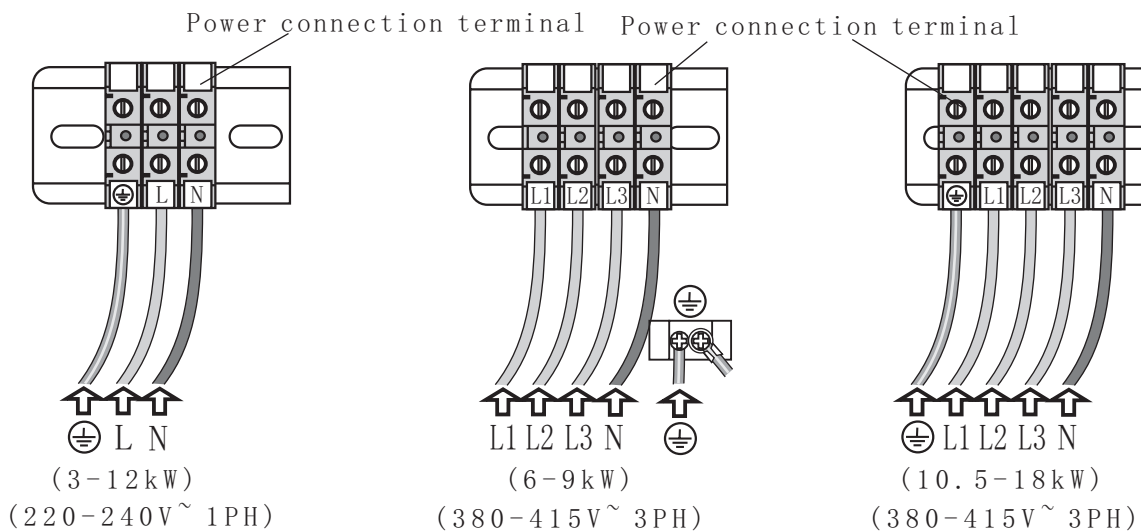 Power connection terminal
Power connection terminal
L N
L1 L2 L3 N
L1 L2 L3 N
L N
L1 L2 L3 N
L1 L2 L3 N
(3-12kW)
(6-9kW)
(10.5-18kW)
(220-240V~ 1PH)
(380-415V~ 3PH)
(380-415V~ 3PH)